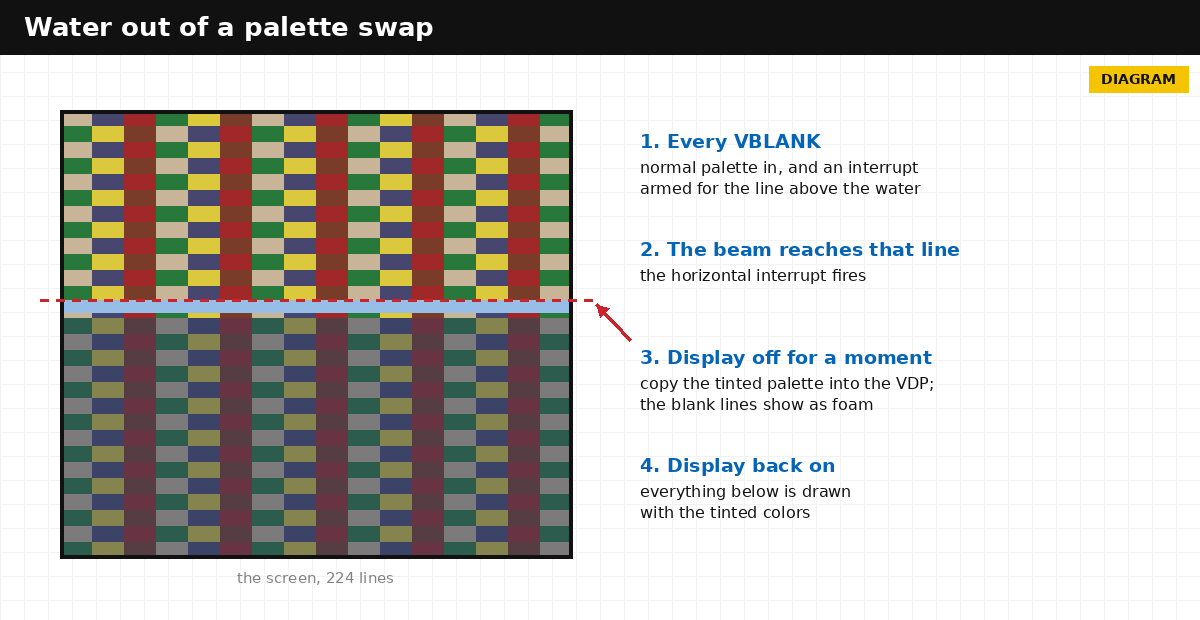 Water out of a palette swap
DIAGRAM
1. Every VBLANK
normal palette in, and an interrupt
armed for the line above the water
2. The beam reaches that line
the horizontal interrupt fires
3. Display off for a moment
copy the tinted palette into the VDP;
the blank lines show as foam
4. Display back on
everything below is drawn
with the tinted colors
the screen, 224 lines